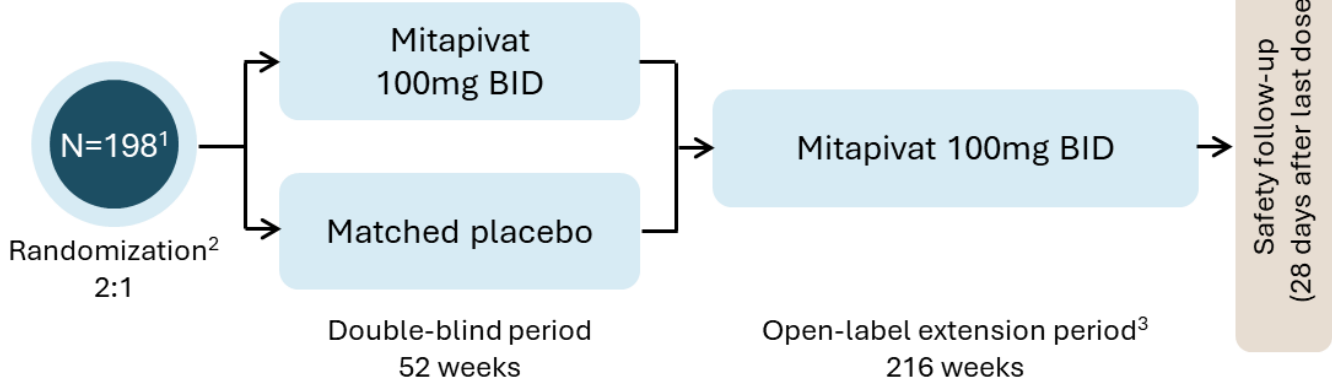 N=198¹
Randomization²
2:1
Mitapivat
100mg BID
Matched placebo
Double-blind period
52 weeks
Mitapivat 100mg BID
Open-label extension period³
216 weeks
Safety follow-up
(28 days after last dose